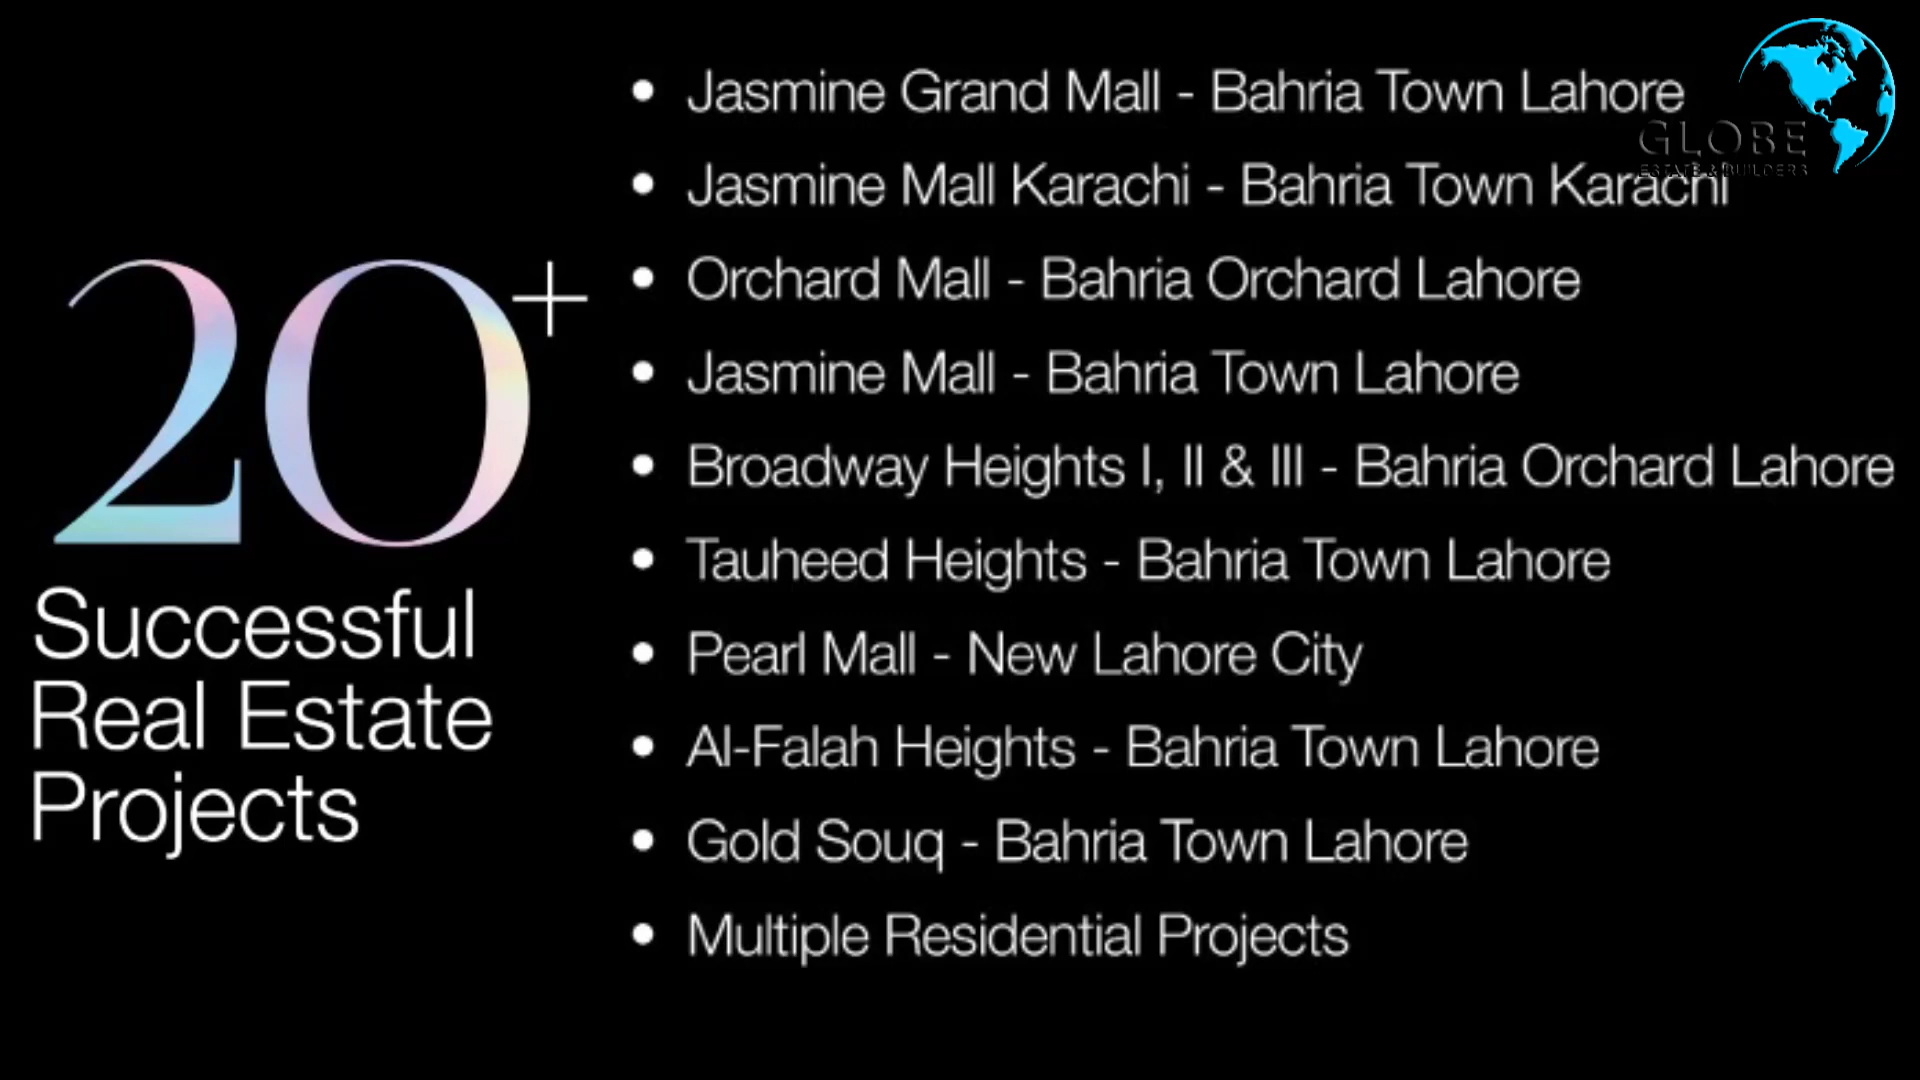 20+
Successful
Real Estate
Projects
• Jasmine Grand Mall - Bahria Town Lahore
• Jasmine Mall Karachi - Bahria Town Karachi
• Orchard Mall - Bahria Orchard Lahore
• Jasmine Mall - Bahria Town Lahore
• Broadway Heights I, II & III - Bahria Orchard Lahore
• Tauheed Heights - Bahria Town Lahore
• Pearl Mall - New Lahore City
• Al-Falah Heights - Bahria Town Lahore
• Gold Souq - Bahria Town Lahore
• Multiple Residential Projects
GLOBE
ESTATE & BUILDERS